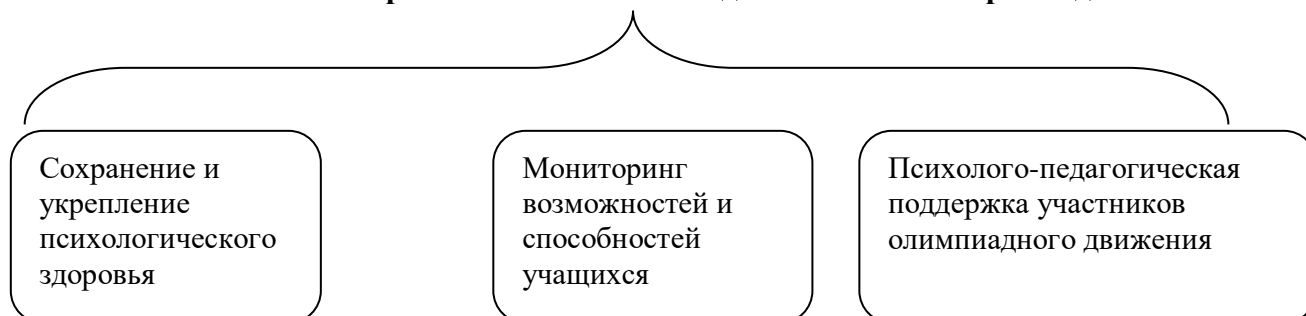 Сохранение и
укрепление
психологического
здоровья
Мониторинг
возможностей и
способностей
учащихся
Психолого-педагогическая
поддержка участников
олимпиадного движения